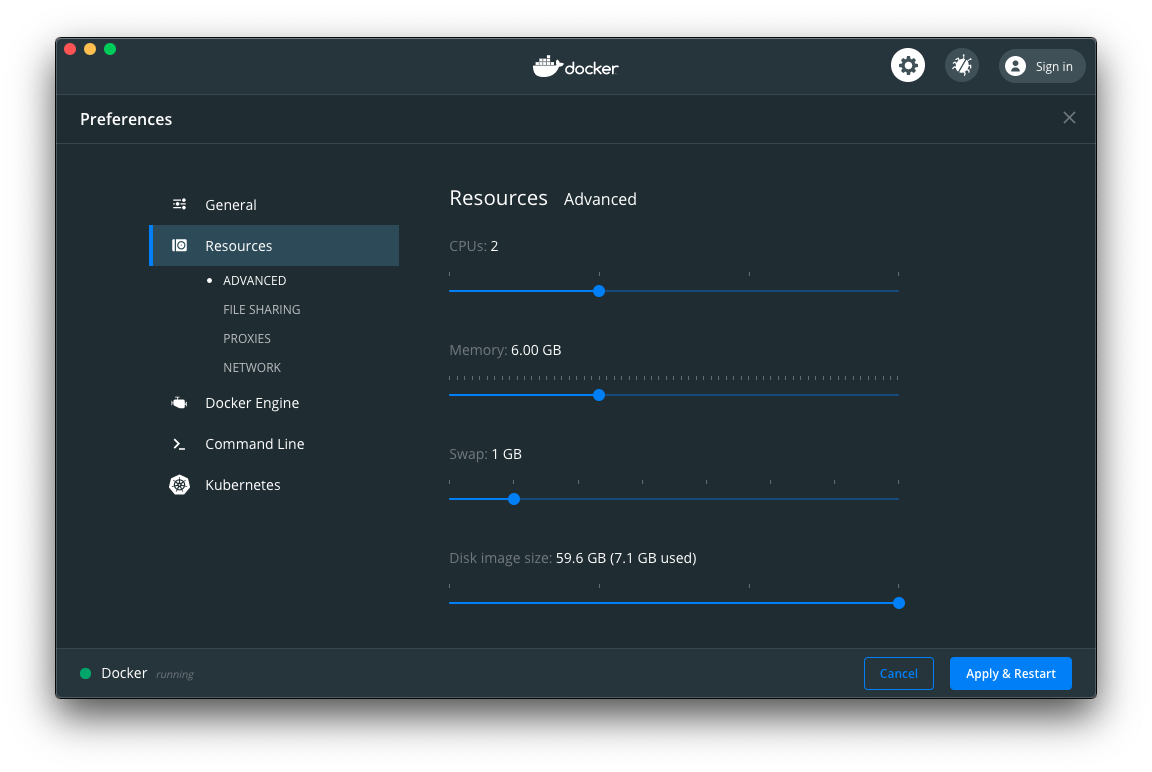 docker
Sign in
Preferences
General
Resources
ADVANCED
FILE SHARING
PROXIES
NETWORK
Docker Engine
Command Line
Kubernetes
Resources Advanced
CPUs: 2
Memory: 6.00 GB
Swap: 1 GB
Disk image size: 59.6 GB (7.1 GB used)
Docker running
Cancel
Apply & Restart